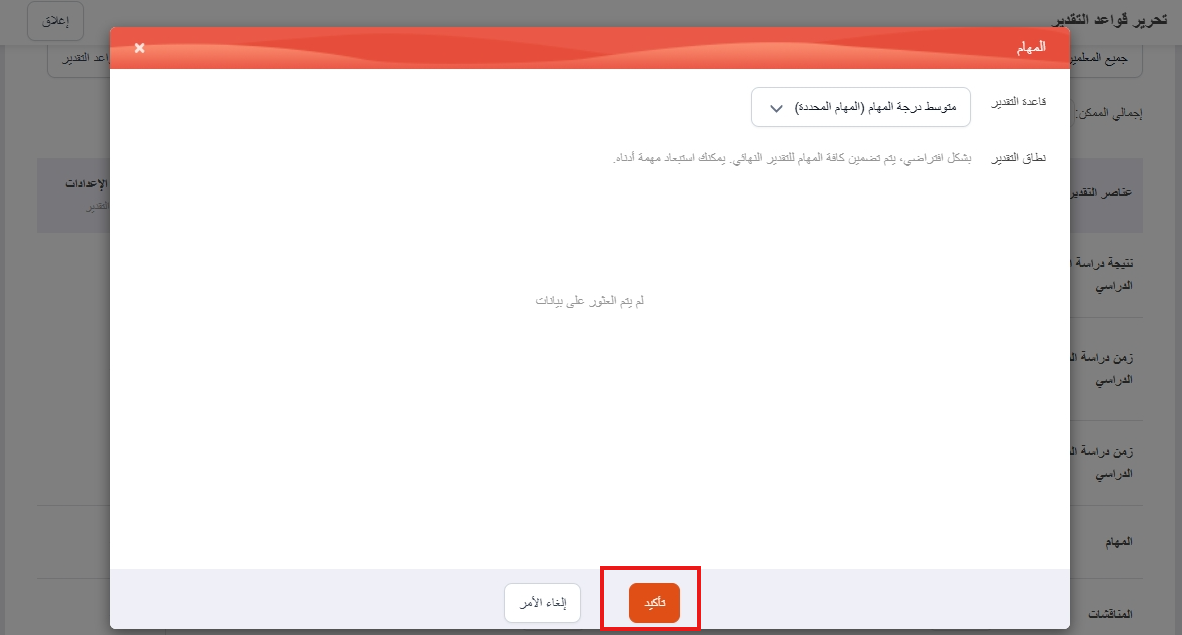 تحرير قواعد التقدير
إغلاق
المهام
جميع المعلمين
قاعدة التقدير
متوسط درجة المهام (المهام المحددة)
إجمالي الممكن:
نطاق التقدير
بشكل افتراضي، يتم تضمين كافة المهام للتقدير النهائي. يمكنك استبعاد مهمة أدناه.
عناصر التقدير
الإعدادات
التقدير
نتيجة دراسة
الدراسي
لم يتم العثور على بيانات
زمن دراسة
الدراسي
زمن دراسة
الدراسي
المهام
المناقشات
تأكيد
إلغاء الأمر